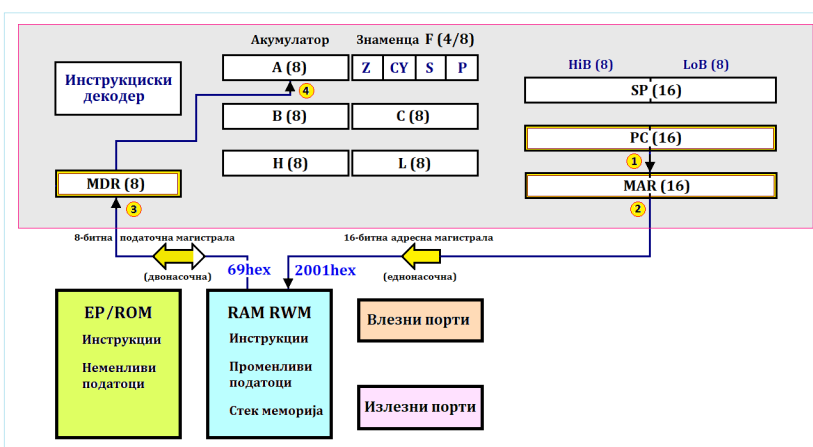 Акумулатор
Знаменца F (4/8)
A (8)
Z
CY
S
P
HiB (8)
LoB (8)
SP (16)
Инструкциски
декодер
4
B (8)
C (8)
PC (16)
1
H (8)
L (8)
MDR (8)
MAR (16)
3
2
8-битна податочна магистрала
16-битна адресна магистрала
(двонасочна)
69hex
2001hex
(еднонасочна)
EP/ROM
Инструкции
Неменливи
податоци
RAM RWM
Инструкции
Променливи
податоци
Стек меморија
Влезни порти
Излезни порти